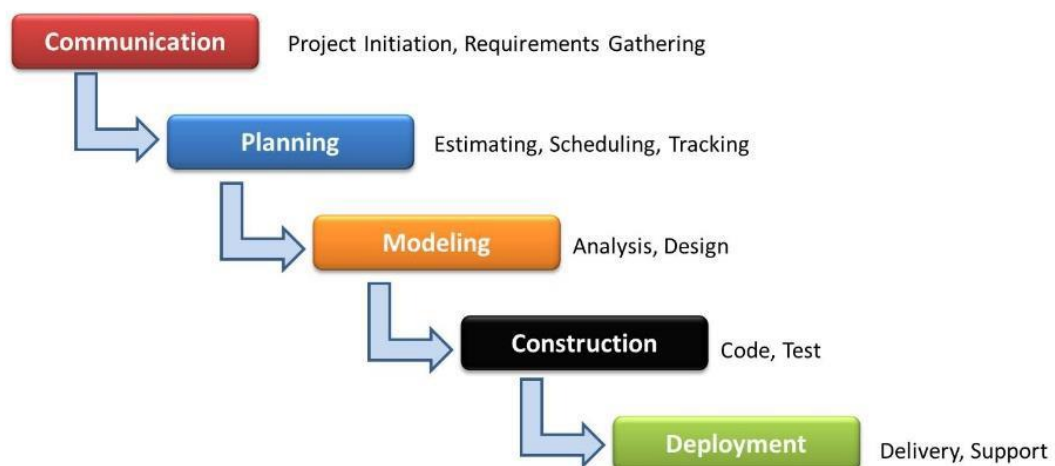 Communication
Project Initiation, Requirements Gathering
Planning
Estimating, Scheduling, Tracking
Modeling
Analysis, Design
Construction
Code, Test
Deployment
Delivery, Support